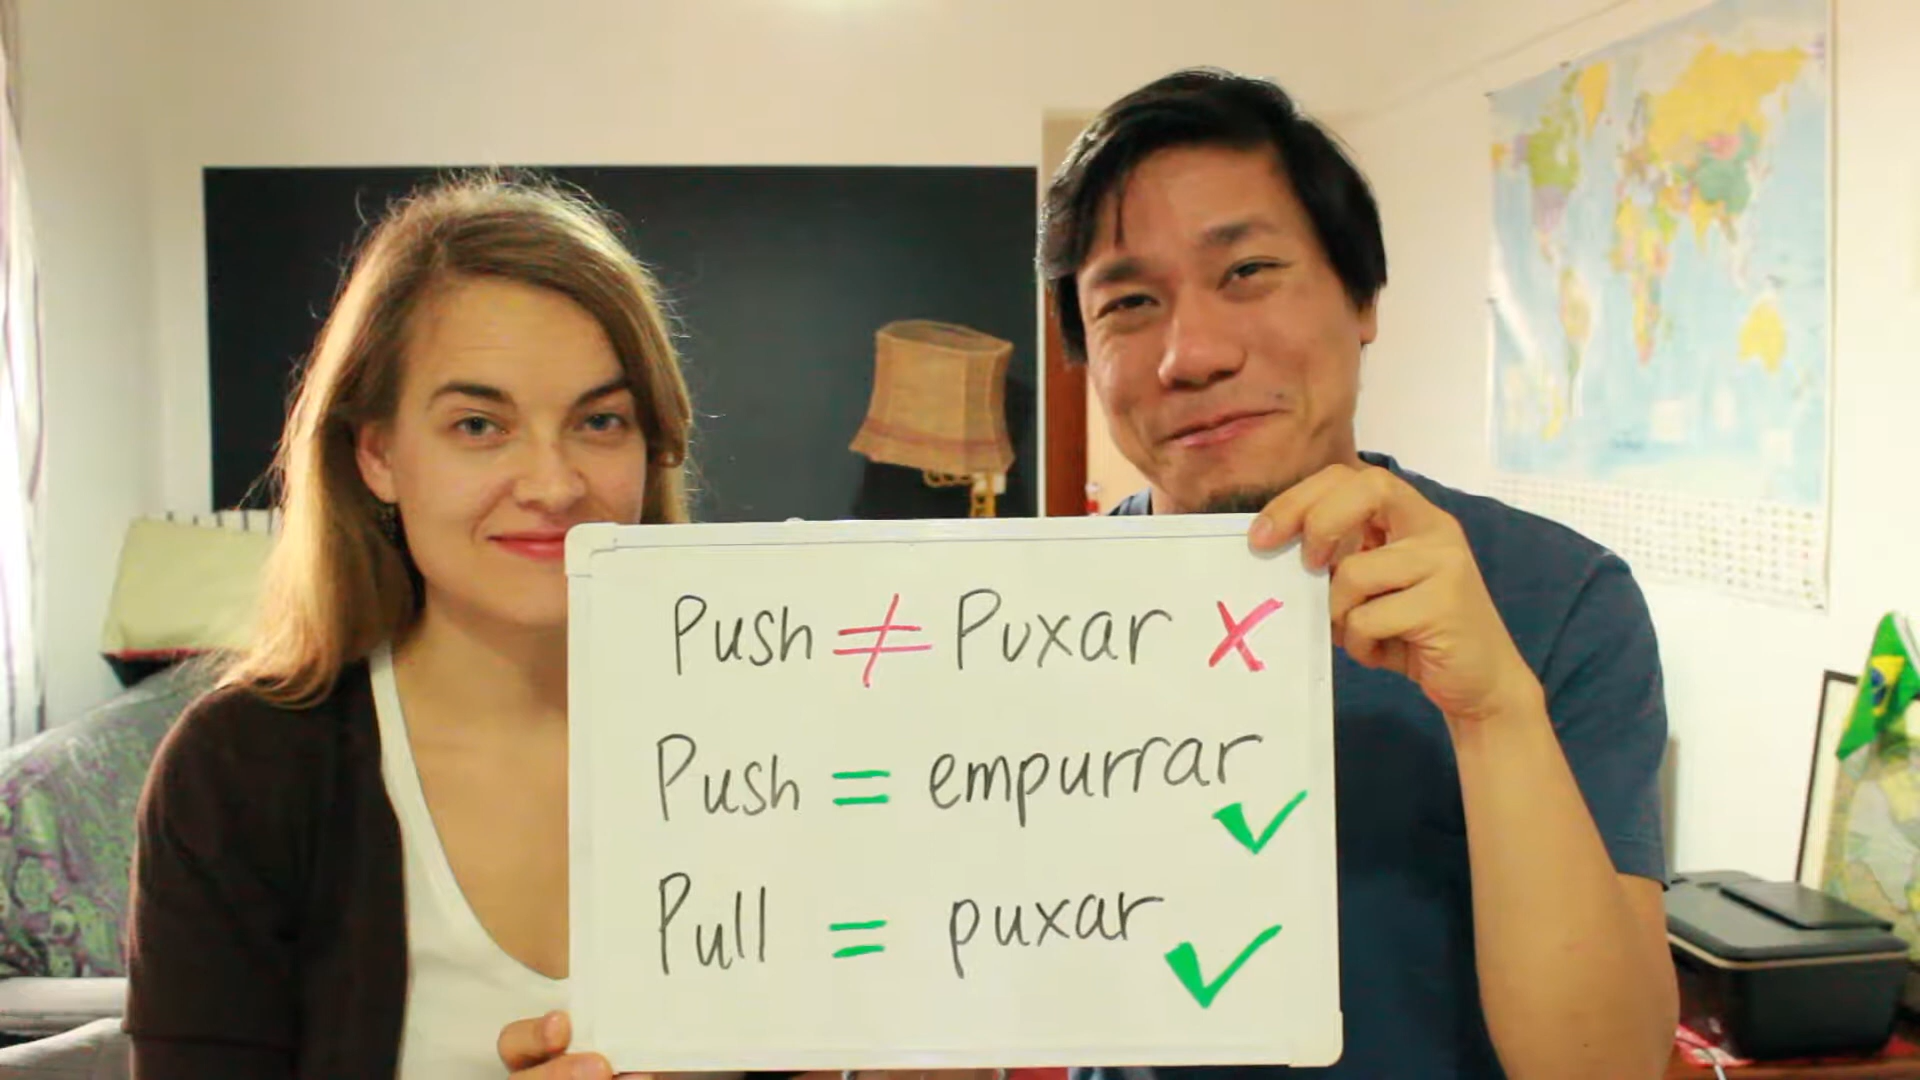 Push ≠ Puxar X
Push = empurrar ✓
Pull = puxar ✓